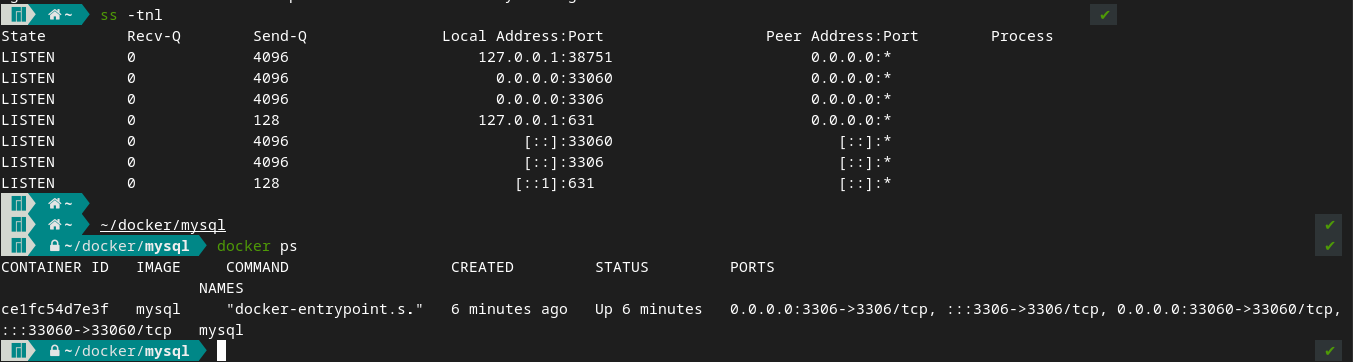 ~ ss -tnl
State Recv-Q Send-Q Local Address:Port Peer Address:Port Process
LISTEN 0 4096 127.0.0.1:38751 0.0.0.0:*
LISTEN 0 4096 0.0.0.0:33060 0.0.0.0:*
LISTEN 0 4096 0.0.0.0:3306 0.0.0.0:*
LISTEN 0 128 127.0.0.1:631 0.0.0.0:*
LISTEN 0 4096 [::]:33060 [::]:*
LISTEN 0 4096 [::]:3306 [::]:*
LISTEN 0 128 [::1]:631 [::]:*
~
~ ~/docker/mysql
~/docker/mysql docker ps
CONTAINER ID IMAGE COMMAND CREATED STATUS PORTS
NAMES
ce1fc54d7e3f mysql "docker-entrypoint.s." 6 minutes ago Up 6 minutes 0.0.0.0:3306->3306/tcp, :::3306->3306/tcp, 0.0.0.0:33060->33060/tcp,
:::33060->33060/tcp mysql
~/docker/mysql